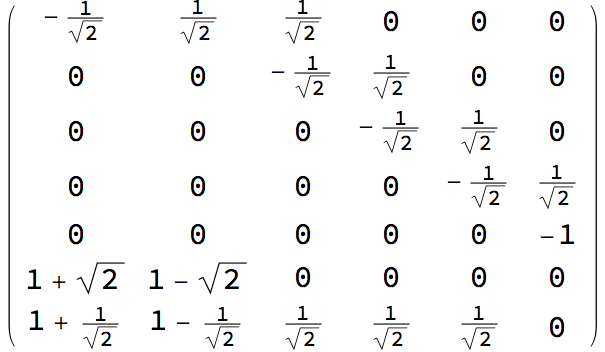 -1/√2 1/√2 1/√2 0 0 0
0 0 -1/√2 1/√2 0 0
0 0 0 -1/√2 1/√2 0
0 0 0 0 -1/√2 1/√2
0 0 0 0 0 -1
1+√2 1-√2 0 0 0 0
1+1/√2 1-1/√2 1/√2 1/√2 1/√2 0